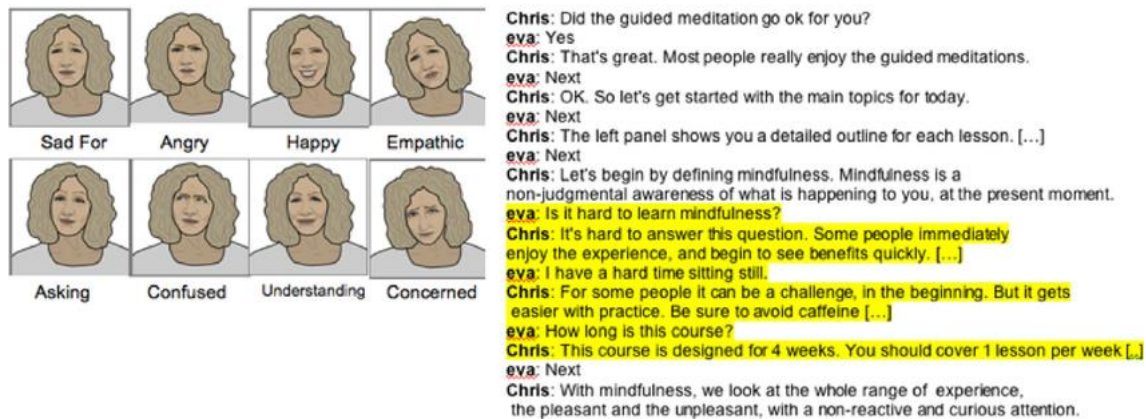 Sad For
Angry
Happy
Empathic
Asking
Confused
Understanding
Concerned
Chris: Did the guided meditation go ok for you?
eva: Yes
Chris: That's great. Most people really enjoy the guided meditations.
eva: Next
Chris: OK. So let's get started with the main topics for today.
eva: Next
Chris: The left panel shows you a detailed outline for each lesson. [...]
eva: Next
Chris: Let's begin by defining mindfulness. Mindfulness is a
non-judgmental awareness of what is happening to you, at the present moment.
eva: Is it hard to learn mindfulness?
Chris: It's hard to answer this question. Some people immediately
enjoy the experience, and begin to see benefits quickly. [...]
eva: I have a hard time sitting still.
Chris: For some people it can be a challenge, in the beginning. But it gets
easier with practice. Be sure to avoid caffeine [...]
eva: How long is this course?
Chris: This course is designed for 4 weeks. You should cover 1 lesson per week [..]
eva: Next
Chris: With mindfulness, we look at the whole range of experience,
the pleasant and the unpleasant, with a non-reactive and curious attention.